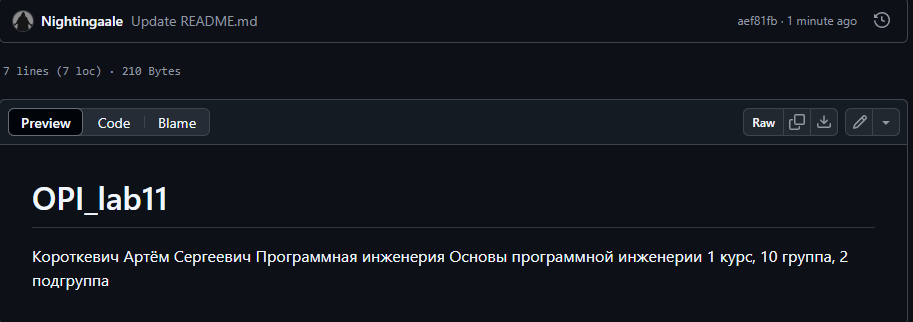 Nightingaale Update README.md aef81fb · 1 minute ago
7 lines (7 loc) · 210 Bytes
Preview Code Blame Raw
OPI_lab11
Короткевич Артём Сергеевич Программная инженерия Основы программной инженерии 1 курс, 10 группа, 2
подгруппа